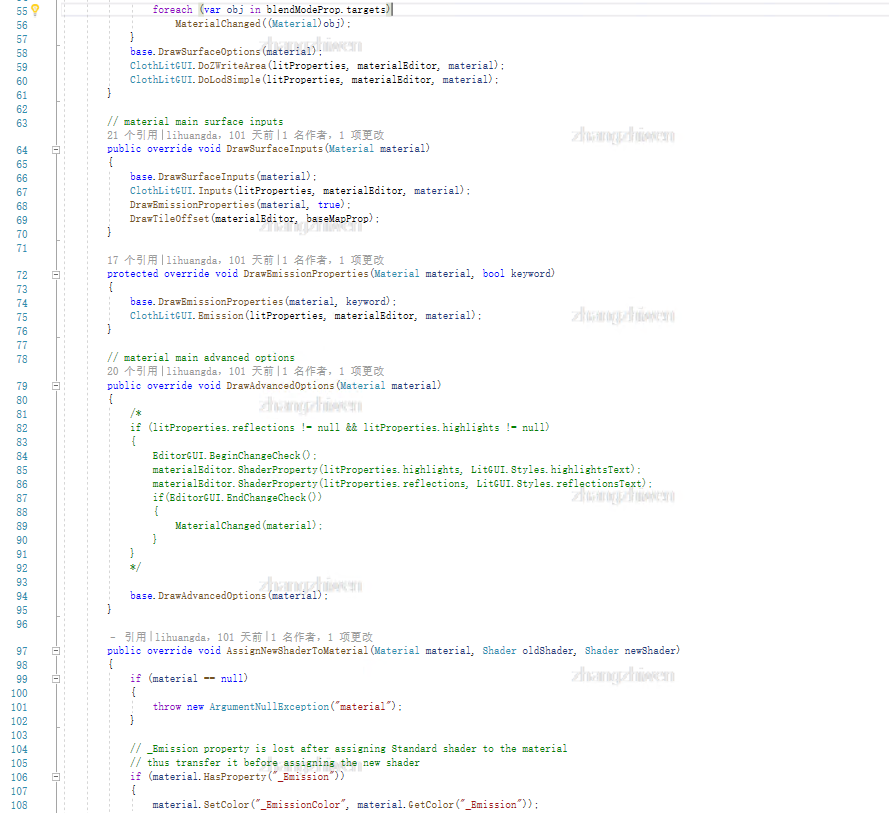 55 foreach (var obj in blendModeProp.targets)
56 MaterialChanged((Material)obj);
57 }
58 base.DrawSurfaceOptions(material);
59 ClothLitGUI.DoZWriteArea(litProperties, materialEditor, material);
60 ClothLitGUI.DoLodSimple(litProperties, materialEditor, material);
61 }
62
63 // material main surface inputs
21 个引用|lihuangda，101 天前|1 名作者，1 项更改
64 public override void DrawSurfaceInputs(Material material)
65 {
66 base.DrawSurfaceInputs(material);
67 ClothLitGUI.Inputs(litProperties, materialEditor, material);
68 DrawEmissionProperties(material, true);
69 DrawTileOffset(materialEditor, baseMapProp);
70 }
71
17 个引用|lihuangda，101 天前|1 名作者，1 项更改
72 protected override void DrawEmissionProperties(Material material, bool keyword)
73 {
74 base.DrawEmissionProperties(material, keyword);
75 ClothLitGUI.Emission(litProperties, materialEditor, material);
76 }
77
78 // material main advanced options
20 个引用|lihuangda，101 天前|1 名作者，1 项更改
79 public override void DrawAdvancedOptions(Material material)
80 {
81 /*
82 if (litProperties.reflections != null && litProperties.highlights != null)
83 {
84 EditorGUI.BeginChangeCheck();
85 materialEditor.ShaderProperty(litProperties.highlights, LitGUI.Styles.highlightsText);
86 materialEditor.ShaderProperty(litProperties.reflections, LitGUI.Styles.reflectionsText);
87 if(EditorGUI.EndChangeCheck())
88 {
89 MaterialChanged(material);
90 }
91 }
92 */
93
94 base.DrawAdvancedOptions(material);
95 }
96
- 引用|lihuangda，101 天前|1 名作者，1 项更改
97 public override void AssignNewShaderToMaterial(Material material, Shader oldShader, Shader newShader)
98 {
99 if (material == null)
100 {
101 throw new ArgumentNullException("material");
102 }
103
104 // _Emission property is lost after assigning Standard shader to the material
105 // thus transfer it before assigning the new shader
106 if (material.HasProperty("_Emission"))
107 {
108 material.SetColor("_EmissionColor", material.GetColor("_Emission"));